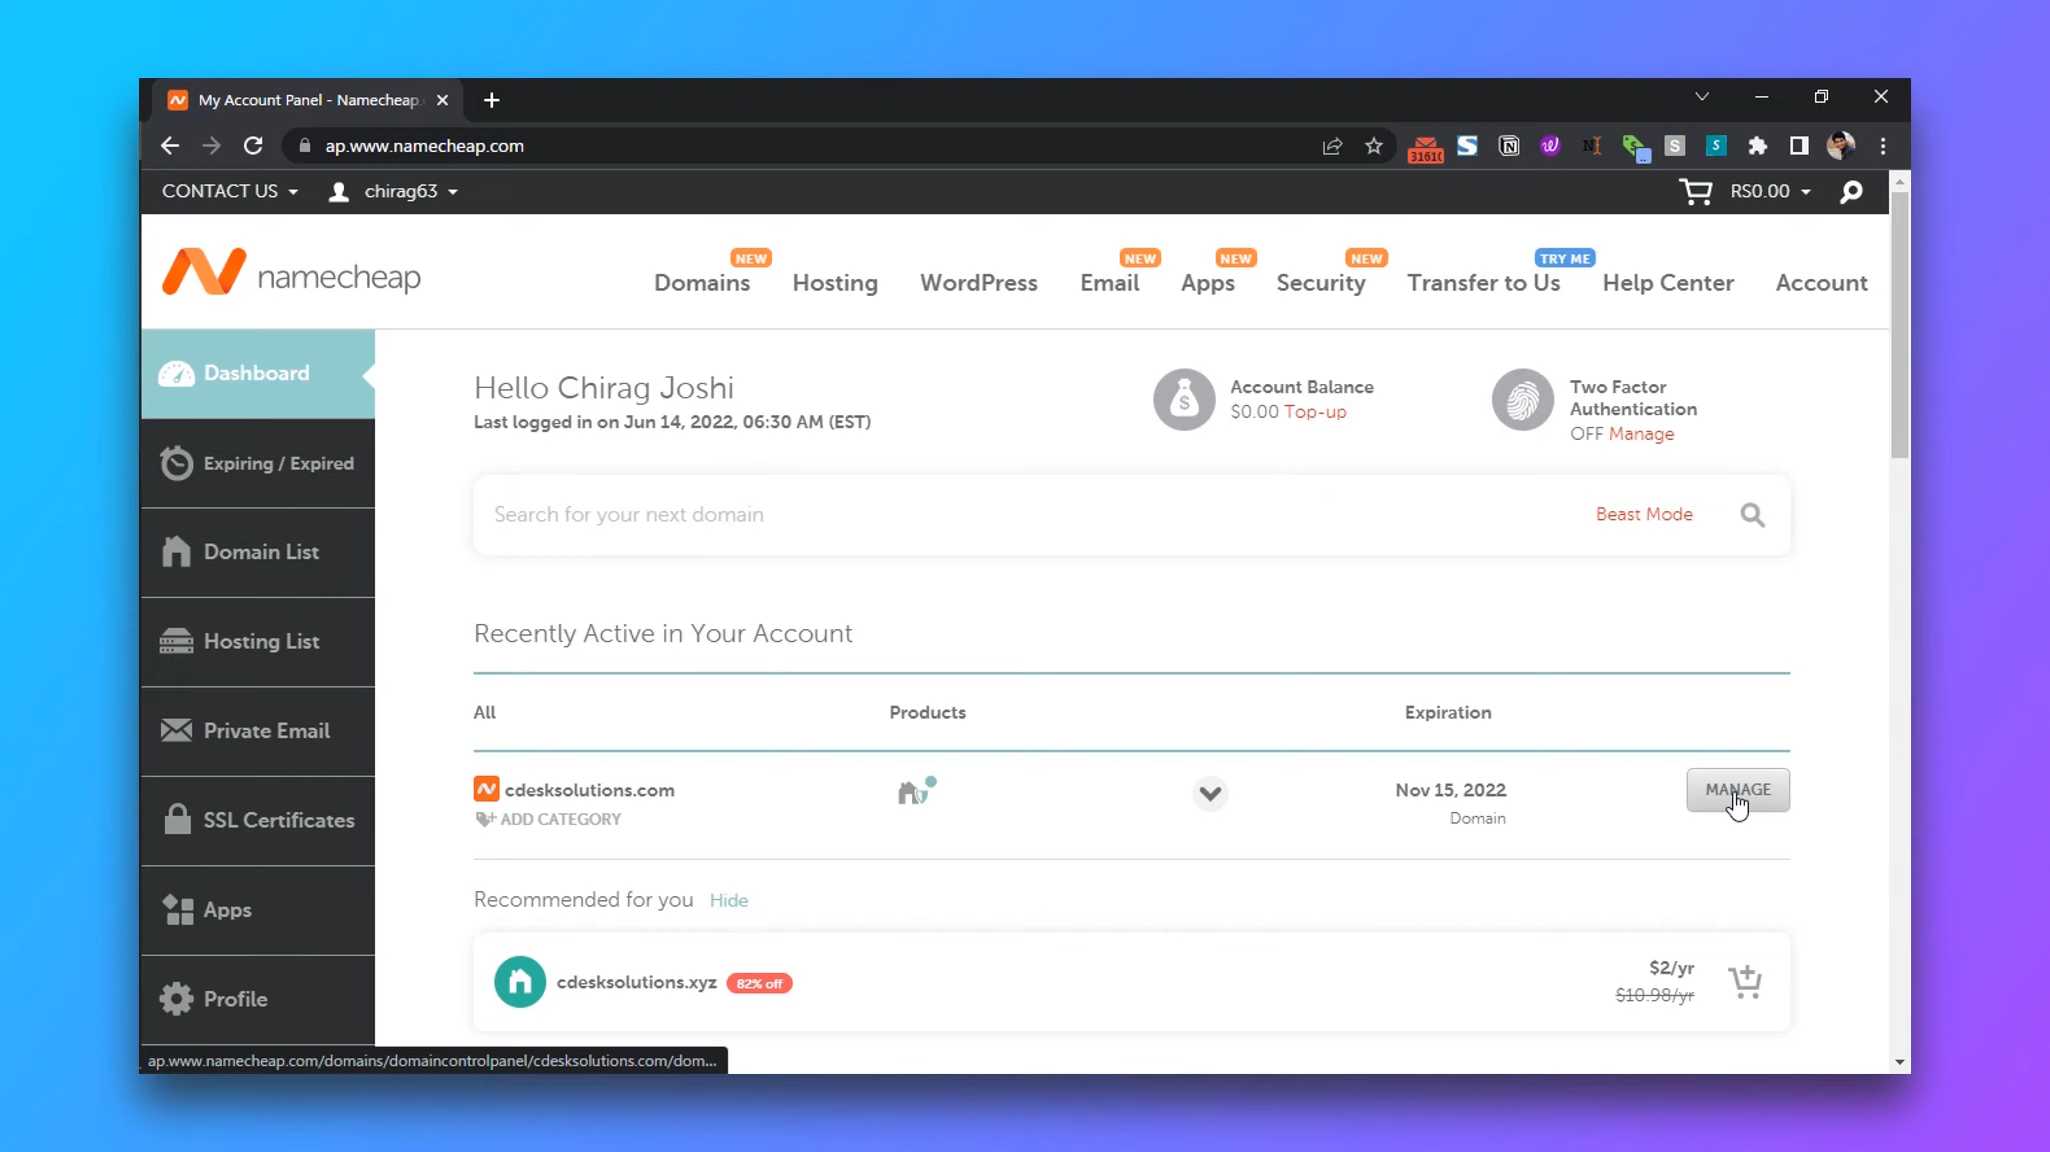 My Account Panel - Namecheap.
ap.www.namecheap.com
31610
CONTACT US
chirag63
RS0.00
namecheap
NEW
NEW
NEW
NEW
TRY ME
Domains
Hosting
WordPress
Email
Apps
Security
Transfer to Us
Help Center
Account
Dashboard
Expiring / Expired
Domain List
Hosting List
Private Email
SSL Certificates
Apps
Profile
Hello Chirag Joshi
Last logged in on Jun 14, 2022, 06:30 AM (EST)
Account Balance
$0.00 Top-up
Two Factor
Authentication
OFF Manage
Search for your next domain
Beast Mode
Recently Active in Your Account
All
Products
Expiration
cdesksolutions.com
ADD CATEGORY
Nov 15, 2022
Domain
MANAGE
Recommended for you Hide
cdesksolutions.xyz 82% off
$2/yr
$10.98/yr
ap.www.namecheap.com/domains/domaincontrolpanel/cdesksolutions.com/dom...